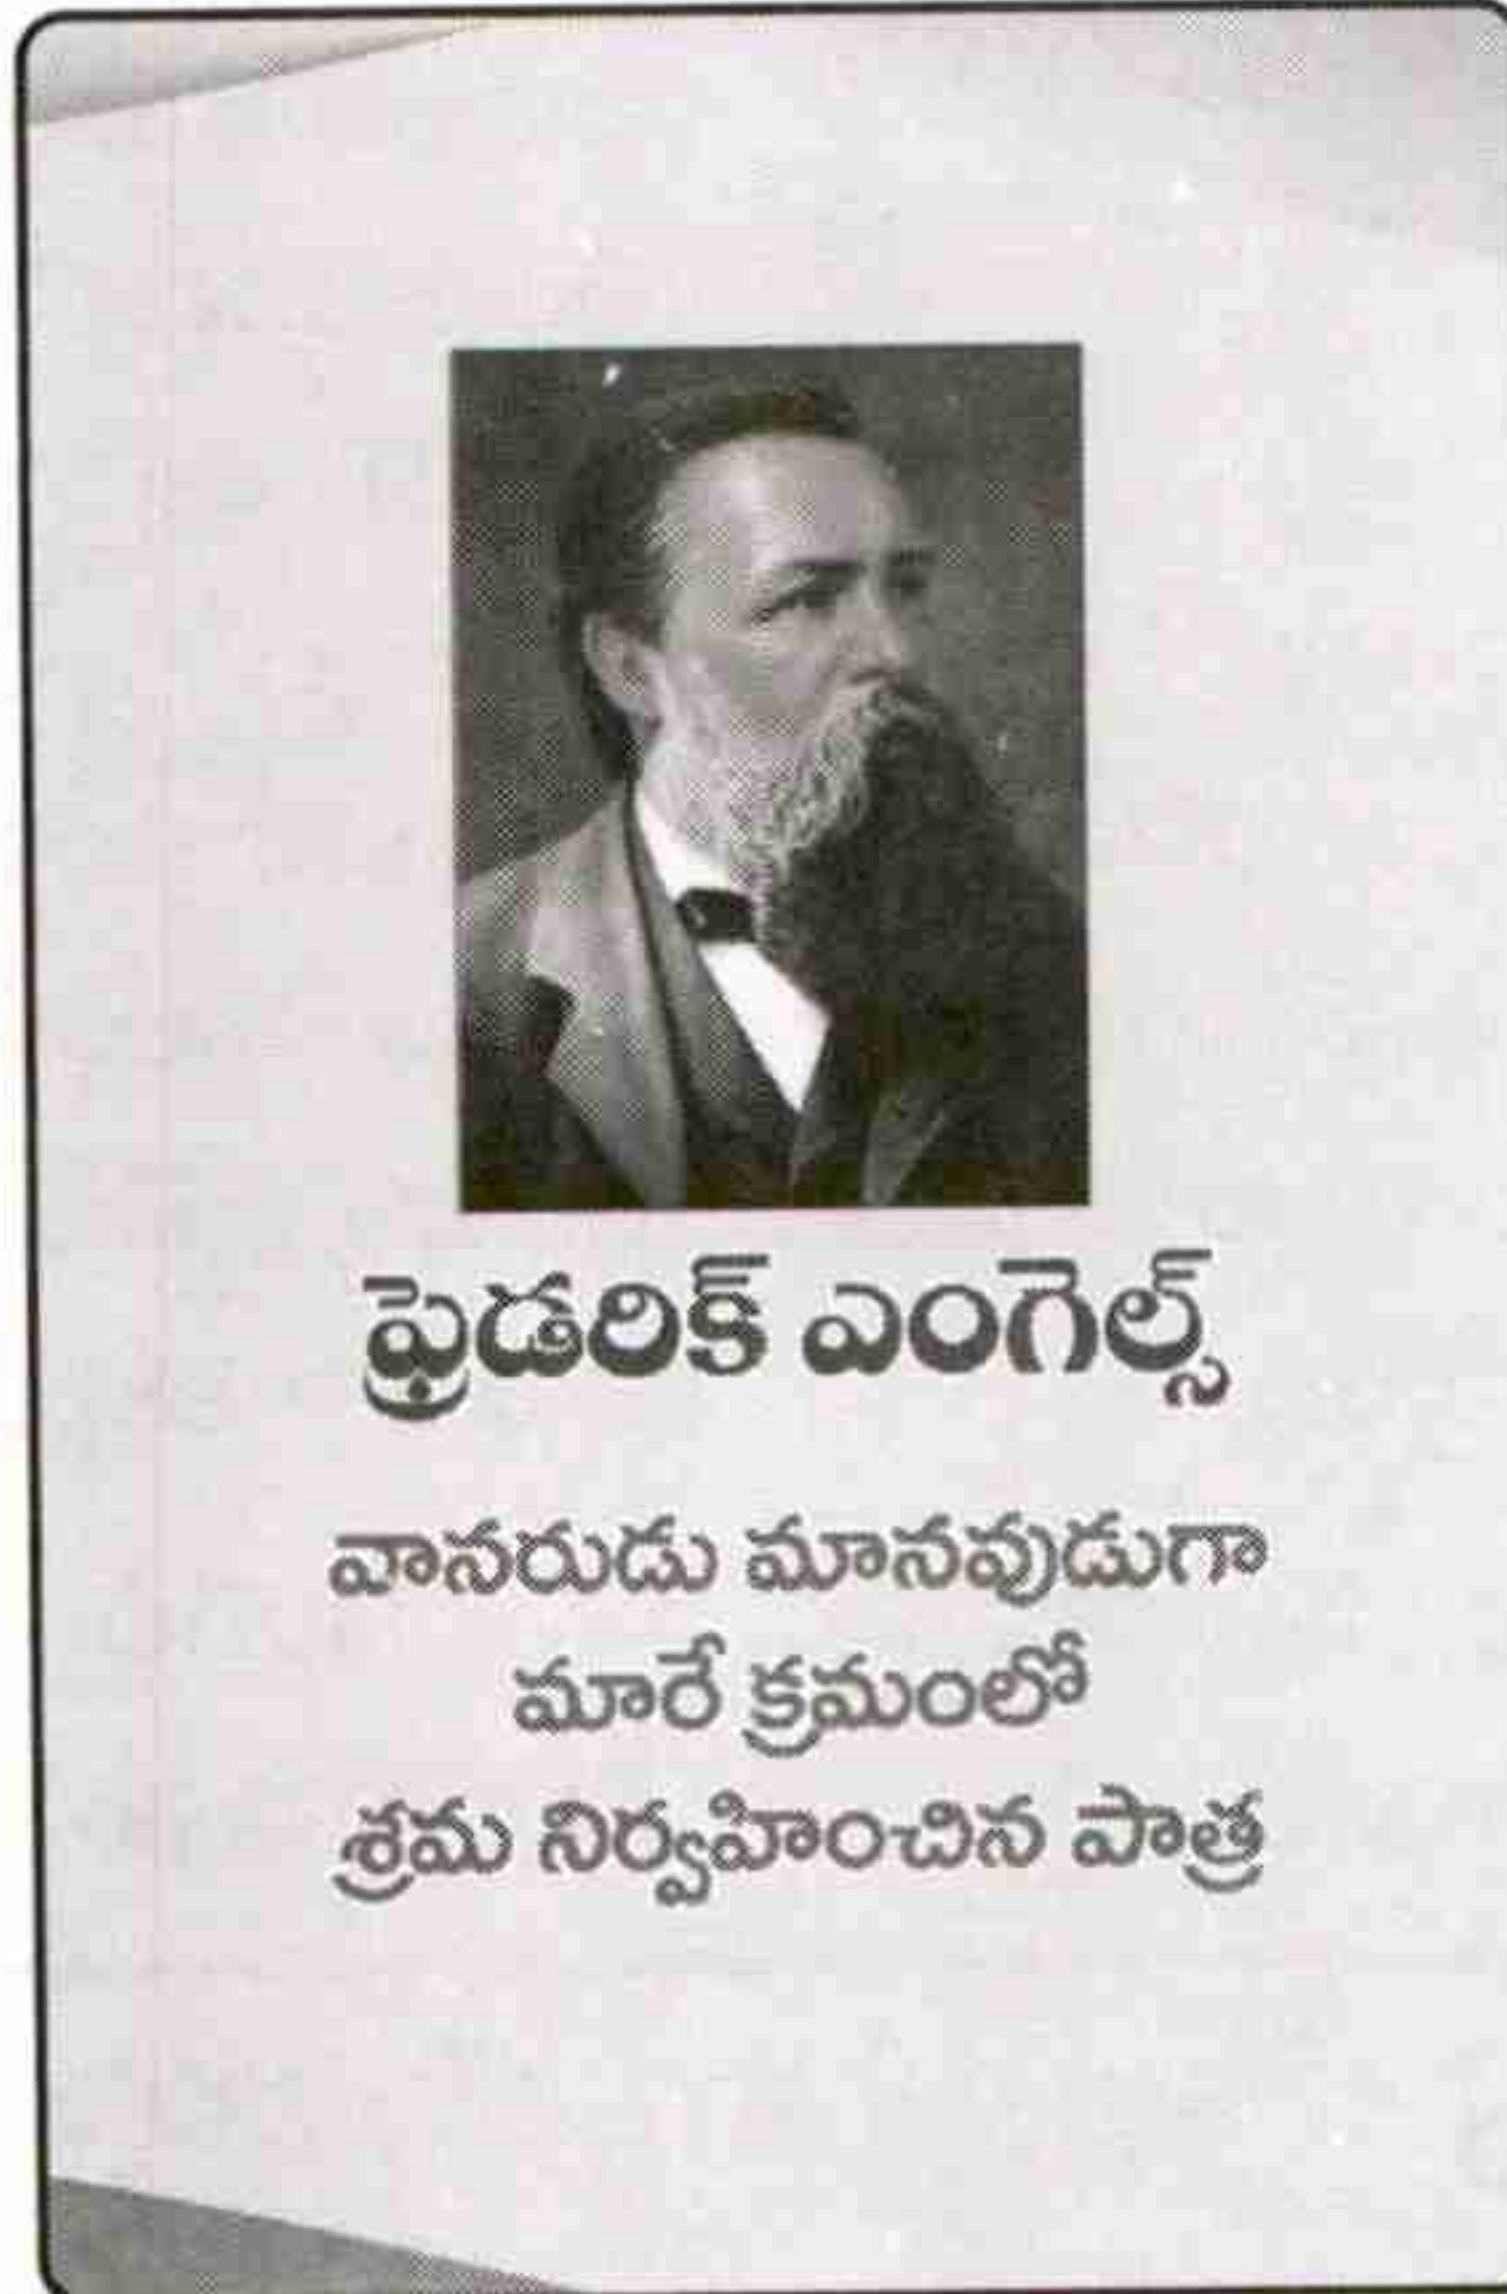 ఫ్రెడరిక్ ఎంగెల్స్
వానరుడు మానవుడుగా
మారే క్రమంలో
శ్రమ నిర్వహించిన పాత్ర